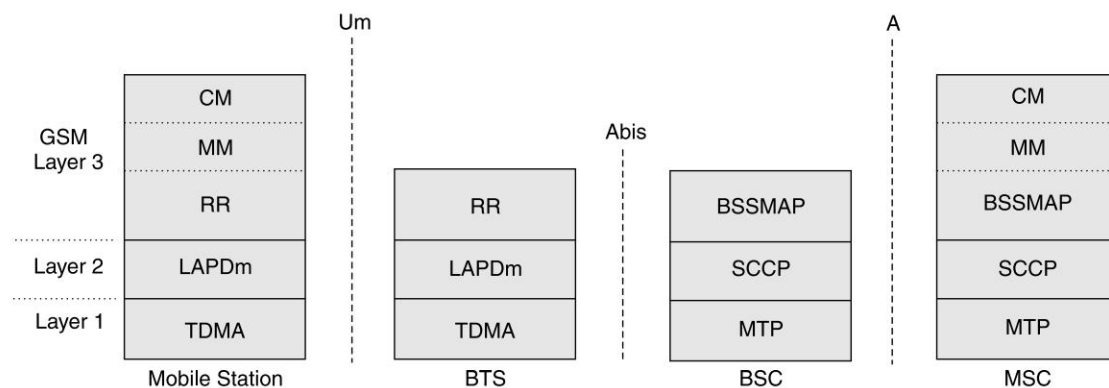 Um
A
Abis
GSM
Layer 3
Layer 2
Layer 1
CM
MM
RR
LAPDm
TDMA
Mobile Station
RR
LAPDm
TDMA
BTS
BSSMAP
SCCP
MTP
BSC
CM
MM
BSSMAP
SCCP
MTP
MSC